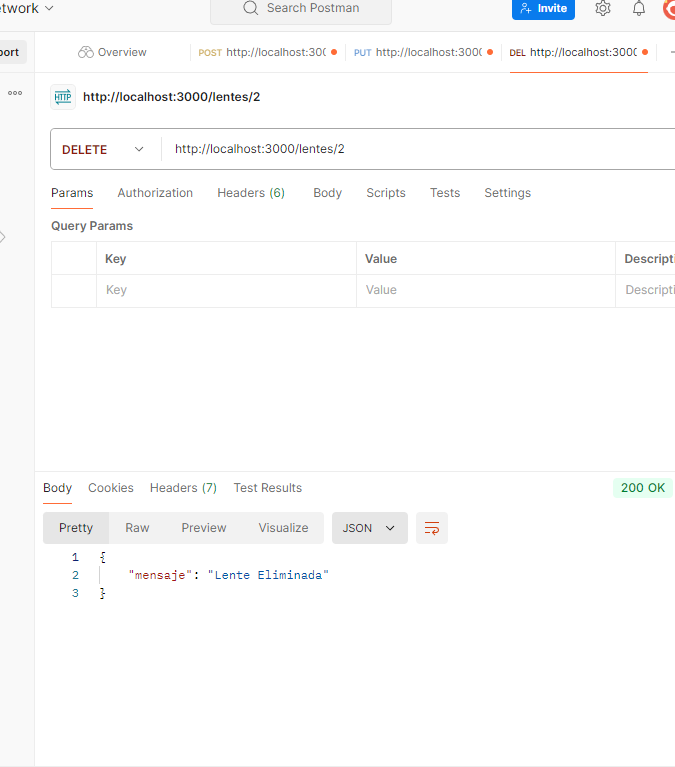 etwork
Search Postman
Invite
port
Overview
POST http://localhost:300
PUT http://localhost:300
DEL http://localhost:300
HTTP
http://localhost:3000/lentes/2
DELETE
http://localhost:3000/lentes/2
Params Authorization Headers (6) Body Scripts Tests Settings
Query Params
Key Value Descripti
Key Value Descripti
Body Cookies Headers (7) Test Results 200 OK
Pretty Raw Preview Visualize JSON
1 {
2 "mensaje": "Lente Eliminada"
3 }